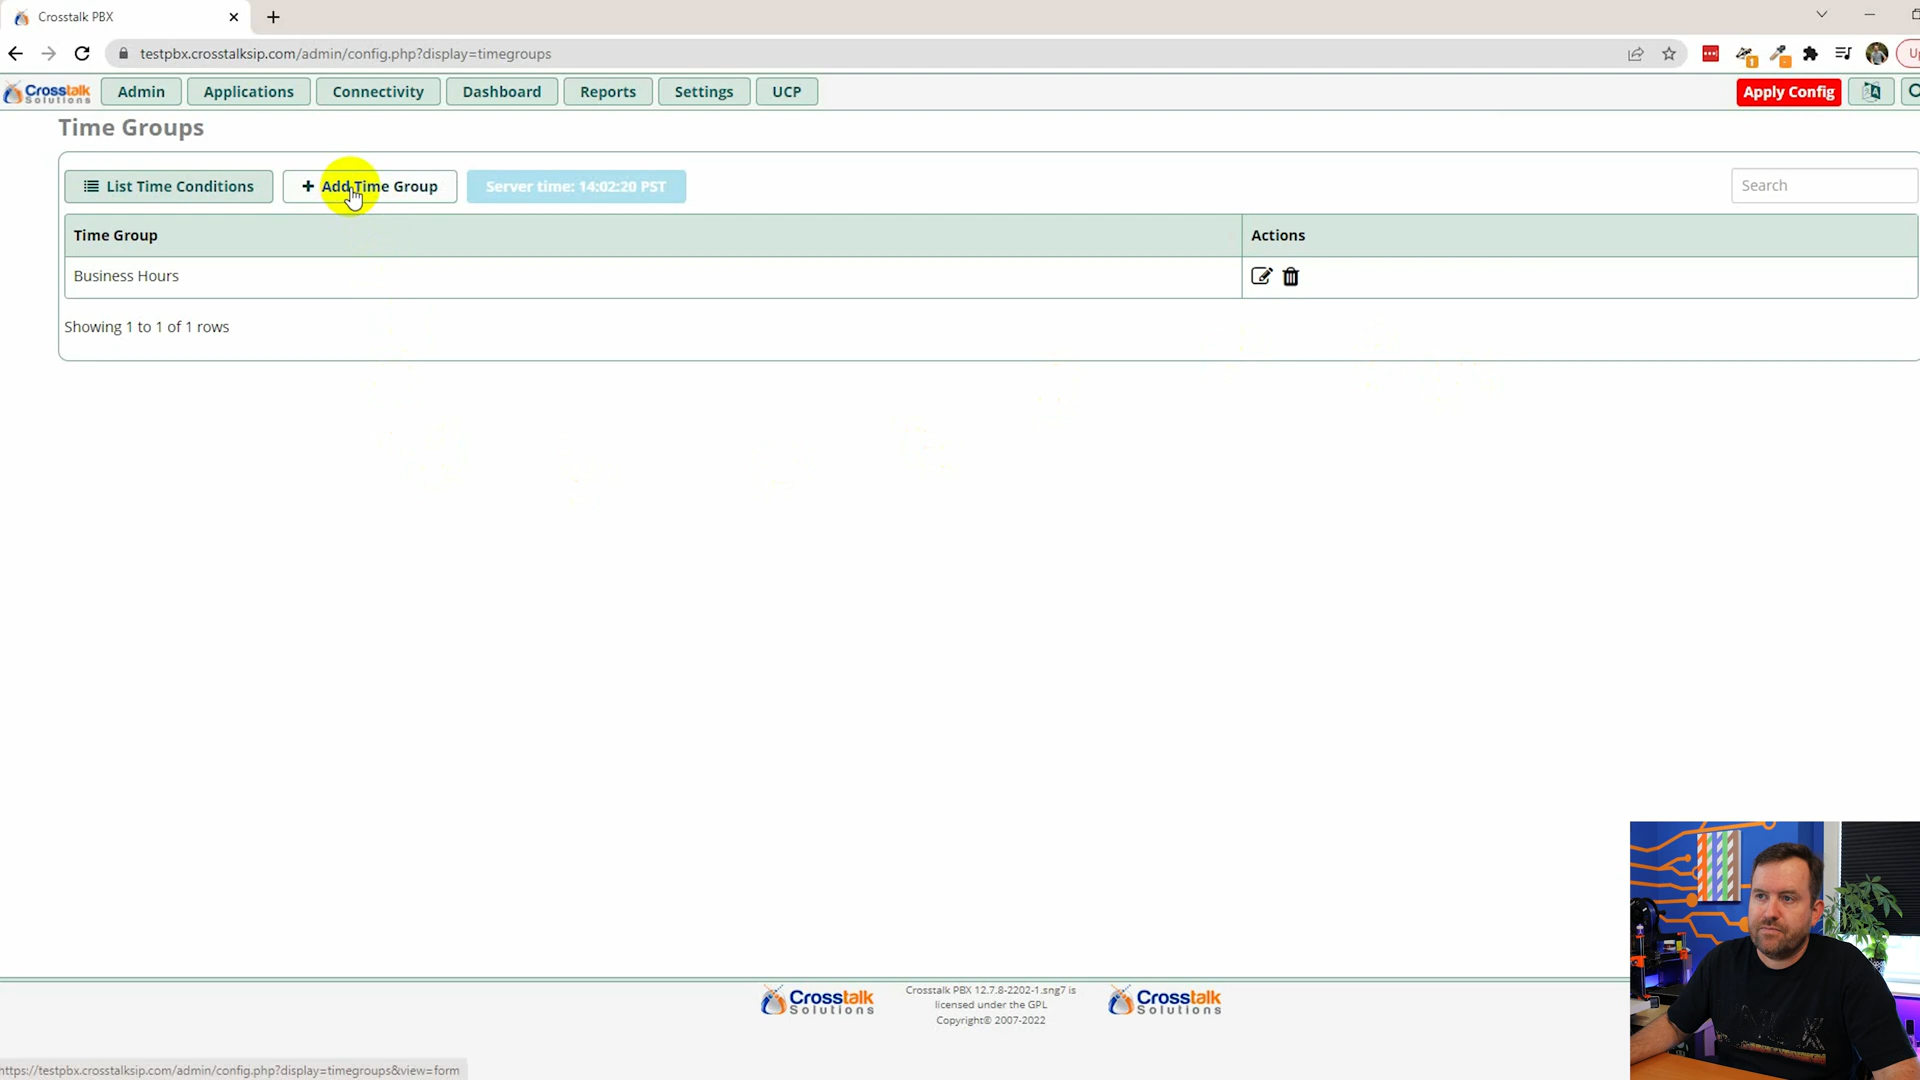 Crosstalk PBX
testpbx.crosstalksip.com/admin/config.php?display=timegroups
Crosstalk Solutions
Admin
Applications
Connectivity
Dashboard
Reports
Settings
UCP
Apply Config
Time Groups
List Time Conditions
+ Add Time Group
Server time: 14:02:20 PST
Search
Time Group
Actions
Business Hours
Showing 1 to 1 of 1 rows
Crosstalk Solutions
Crosstalk PBX 12.7.8-2202-1.sng7 is
licensed under the GPL
Copyright© 2007-2022
Crosstalk Solutions
https://testpbx.crosstalksip.com/admin/config.php?display=timegroups&view=form